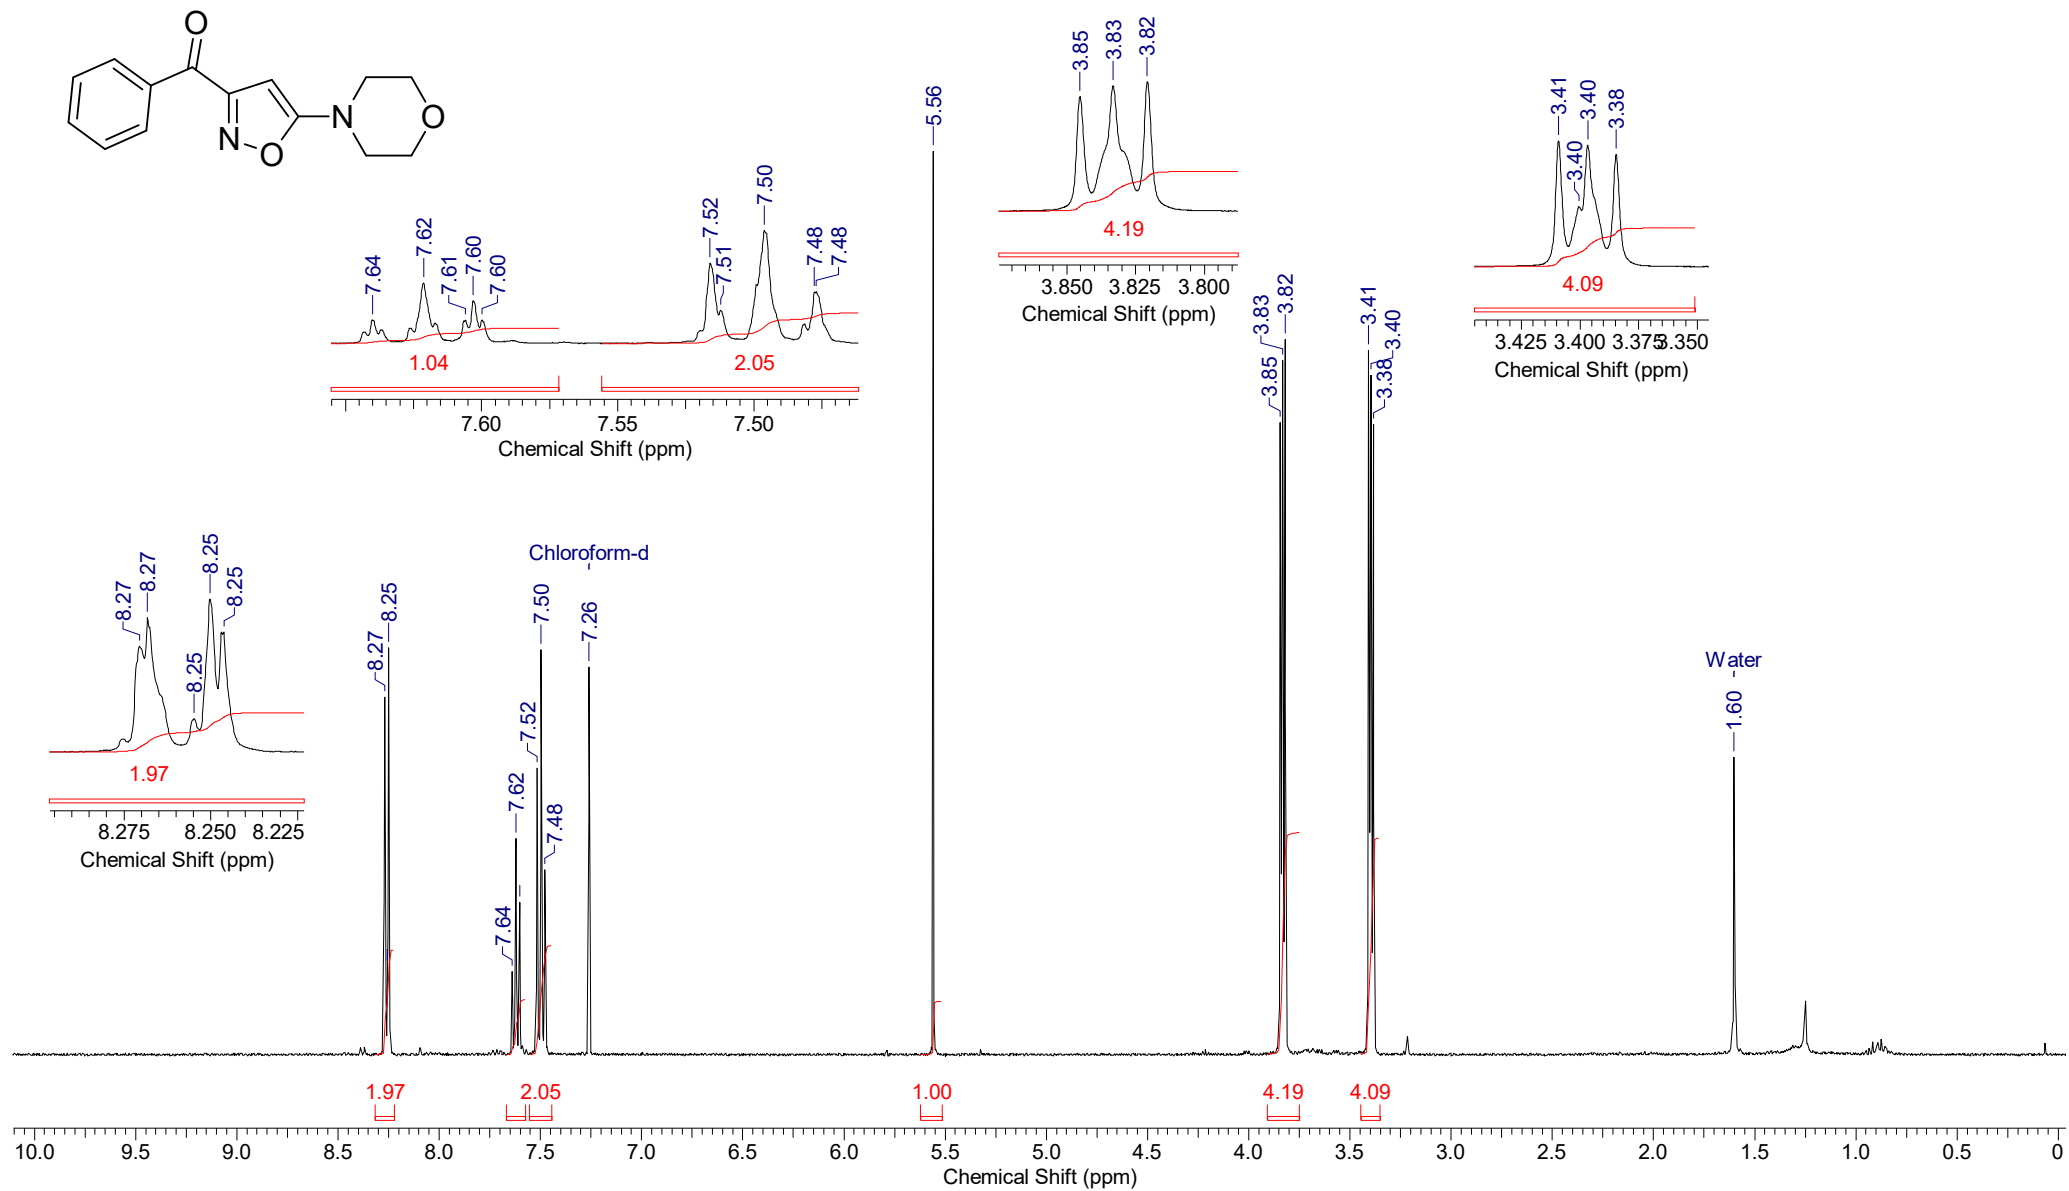 O
N
O
N
O
7.64
7.62
7.61
7.60
7.60
7.52
7.51
7.50
7.48
7.48
1.04
2.05
7.60 7.55 7.50
Chemical Shift (ppm)
3.85
3.83
3.82
4.19
3.850 3.825 3.800
Chemical Shift (ppm)
3.41
3.40
3.40
3.38
4.09
3.425 3.400 3.375 3.350
Chemical Shift (ppm)
8.27
8.27
8.25
8.25
8.25
1.97
8.275 8.250 8.225
Chemical Shift (ppm)
8.27
8.25
7.64
7.62
7.52
7.50
7.48
Chloroform-d
7.26
5.56
3.85
3.83
3.82
3.41
3.38
3.40
Water
1.60
1.97 2.05 1.00 4.19 4.09
10.0 9.5 9.0 8.5 8.0 7.5 7.0 6.5 6.0 5.5 5.0 4.5 4.0 3.5 3.0 2.5 2.0 1.5 1.0 0.5 0
Chemical Shift (ppm)